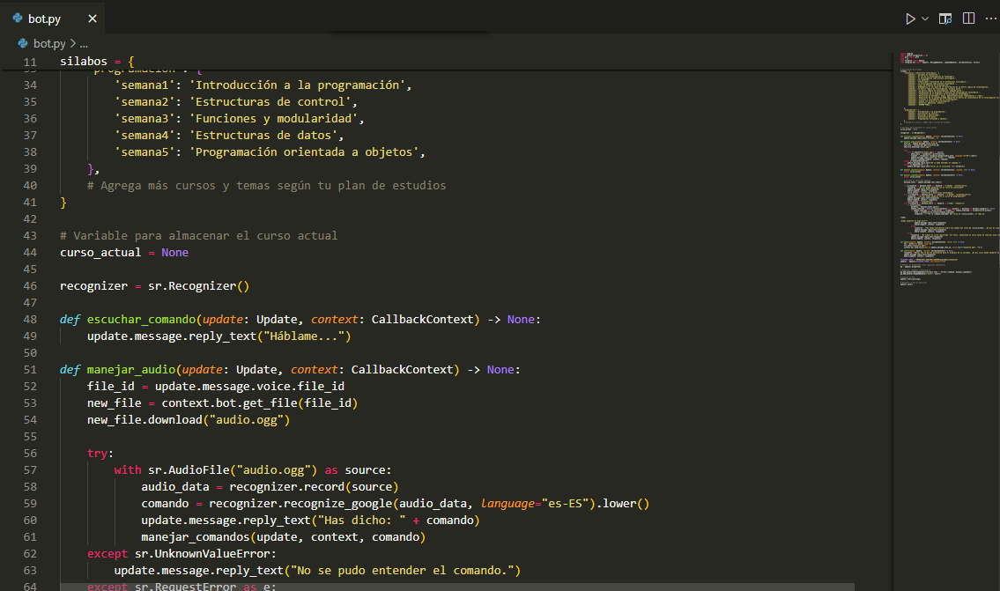 bot.py
bot.py > ...
11 silabos = {
33 'programación': {
34 'semana1': 'Introducción a la programación',
35 'semana2': 'Estructuras de control',
36 'semana3': 'Funciones y modularidad',
37 'semana4': 'Estructuras de datos',
38 'semana5': 'Programación orientada a objetos',
39 },
40 # Agrega más cursos y temas según tu plan de estudios
41 }
42
43 # Variable para almacenar el curso actual
44 curso_actual = None
45
46 recognizer = sr.Recognizer()
47
48 def escuchar_comando(update: Update, context: CallbackContext) -> None:
49 update.message.reply_text("Háblame...")
50
51 def manejar_audio(update: Update, context: CallbackContext) -> None:
52 file_id = update.message.voice.file_id
53 new_file = context.bot.get_file(file_id)
54 new_file.download("audio.ogg")
55
56 try:
57 with sr.AudioFile("audio.ogg") as source:
58 audio_data = recognizer.record(source)
59 comando = recognizer.recognize_google(audio_data, language="es-ES").lower()
60 update.message.reply_text("Has dicho: " + comando)
61 manejar_comandos(update, context, comando)
62 except sr.UnknownValueError:
63 update.message.reply_text("No se pudo entender el comando.")
64 except sr.RequestError as e: